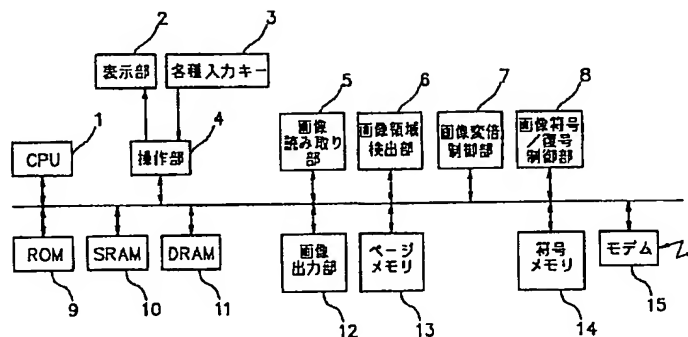 2
3
表示部
各種入力キー
5
6
7
8
1
4
CPU
操作部
画像
読み取り
部
画像領域
検出部
画像変倍
制御部
画像符号
/復号
制御部
ROM
SRAM
DRAM
画像
出力部
ページ
メモリ
符号
メモリ
モデム
9
10
11
12
13
14
15